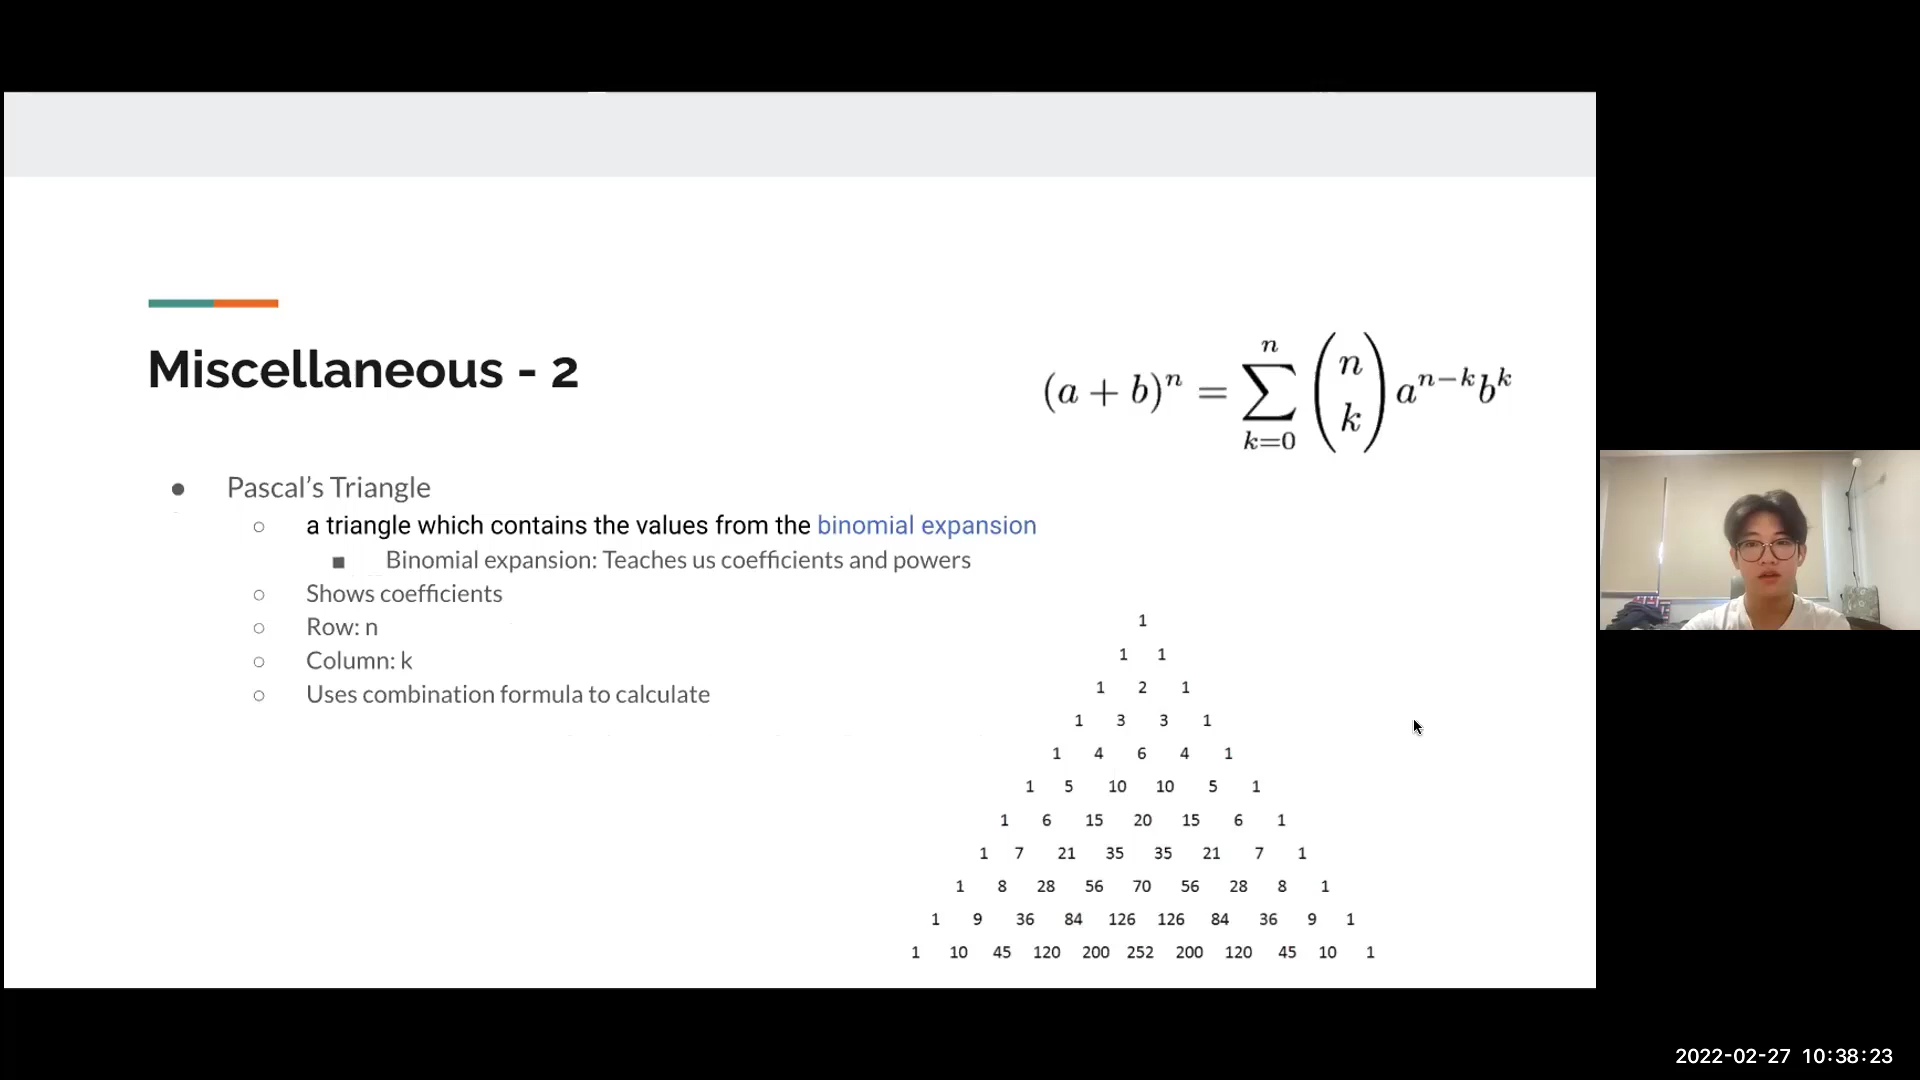 Miscellaneous - 2
(a + b)^n = \sum_{k=0}^{n} \binom{n}{k} a^{n-k} b^k
● Pascal’s Triangle
○ a triangle which contains the values from the binomial expansion
■ Binomial expansion: Teaches us coefficients and powers
○ Shows coefficients
○ Row: n
○ Column: k
○ Uses combination formula to calculate
1
1 1
1 2 1
1 3 3 1
1 4 6 4 1
1 5 10 10 5 1
1 6 15 20 15 6 1
1 7 21 35 35 21 7 1
1 8 28 56 70 56 28 8 1
1 9 36 84 126 126 84 36 9 1
1 10 45 120 200 252 200 120 45 10 1
2022-02-27 10:38:23